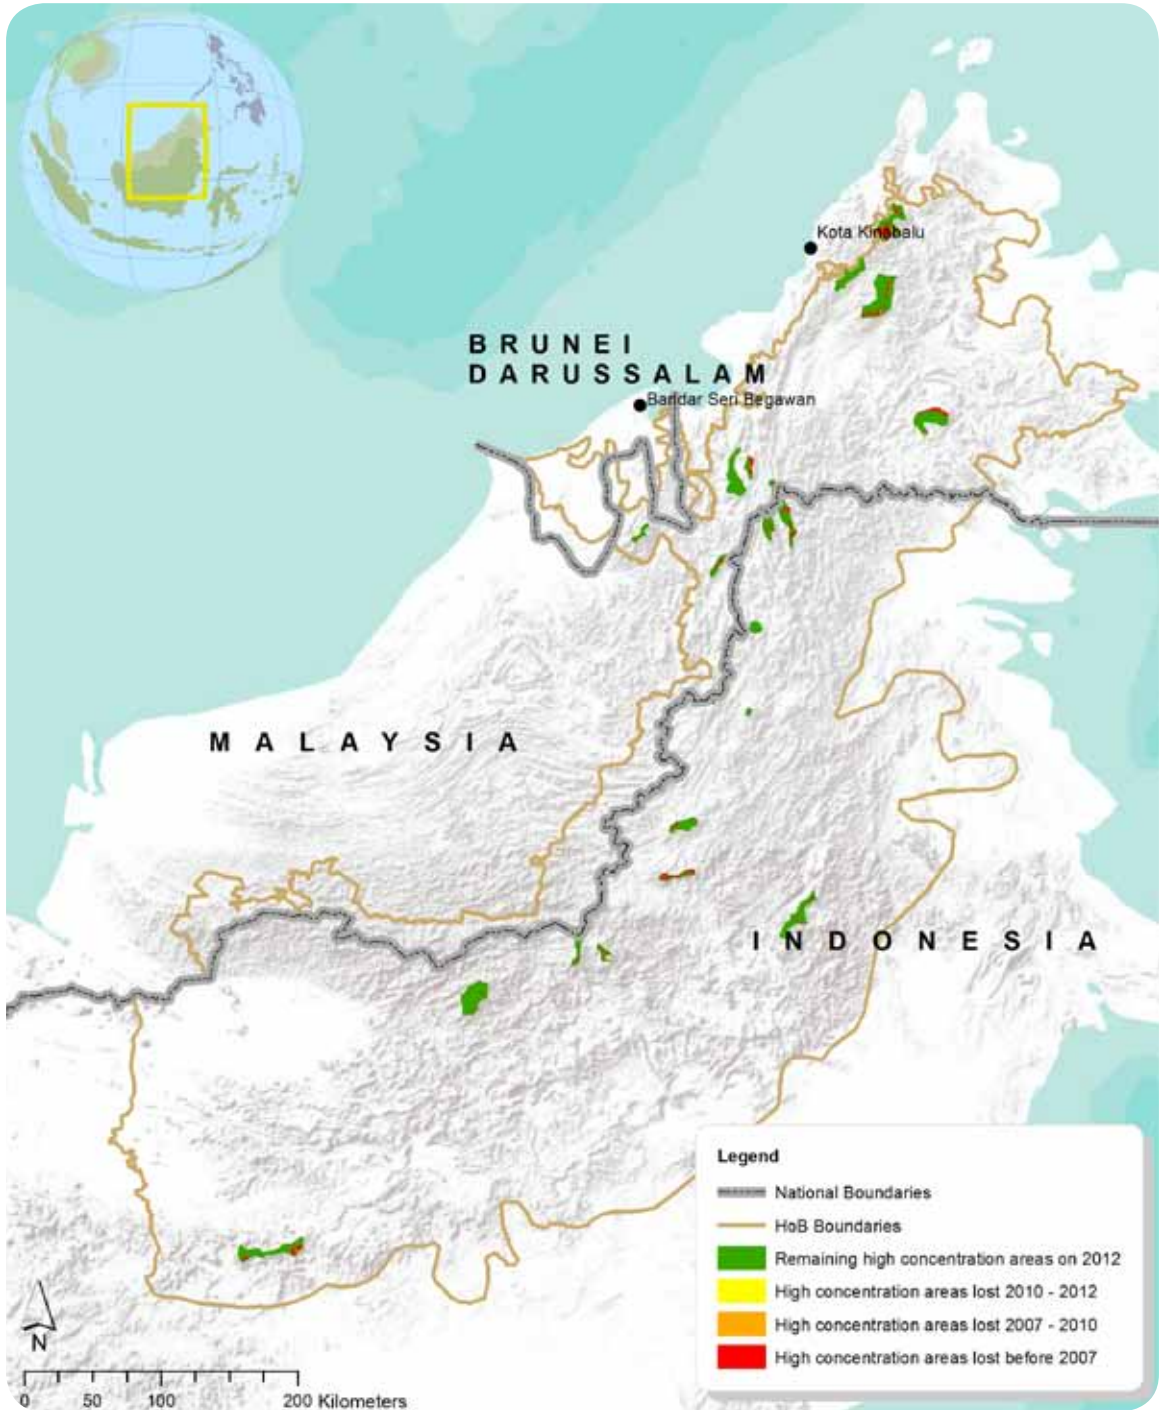 Kota Kinabalu
BRUNEI
DARUSSALAM
Bandar Seri Begawan
MALAYSIA
INDONESIA
Legend
National Boundaries
HoB Boundaries
Remaining high concentration areas on 2012
High concentration areas lost 2010 - 2012
High concentration areas lost 2007 - 2010
High concentration areas lost before 2007
N
0 50 100 200 Kilometers